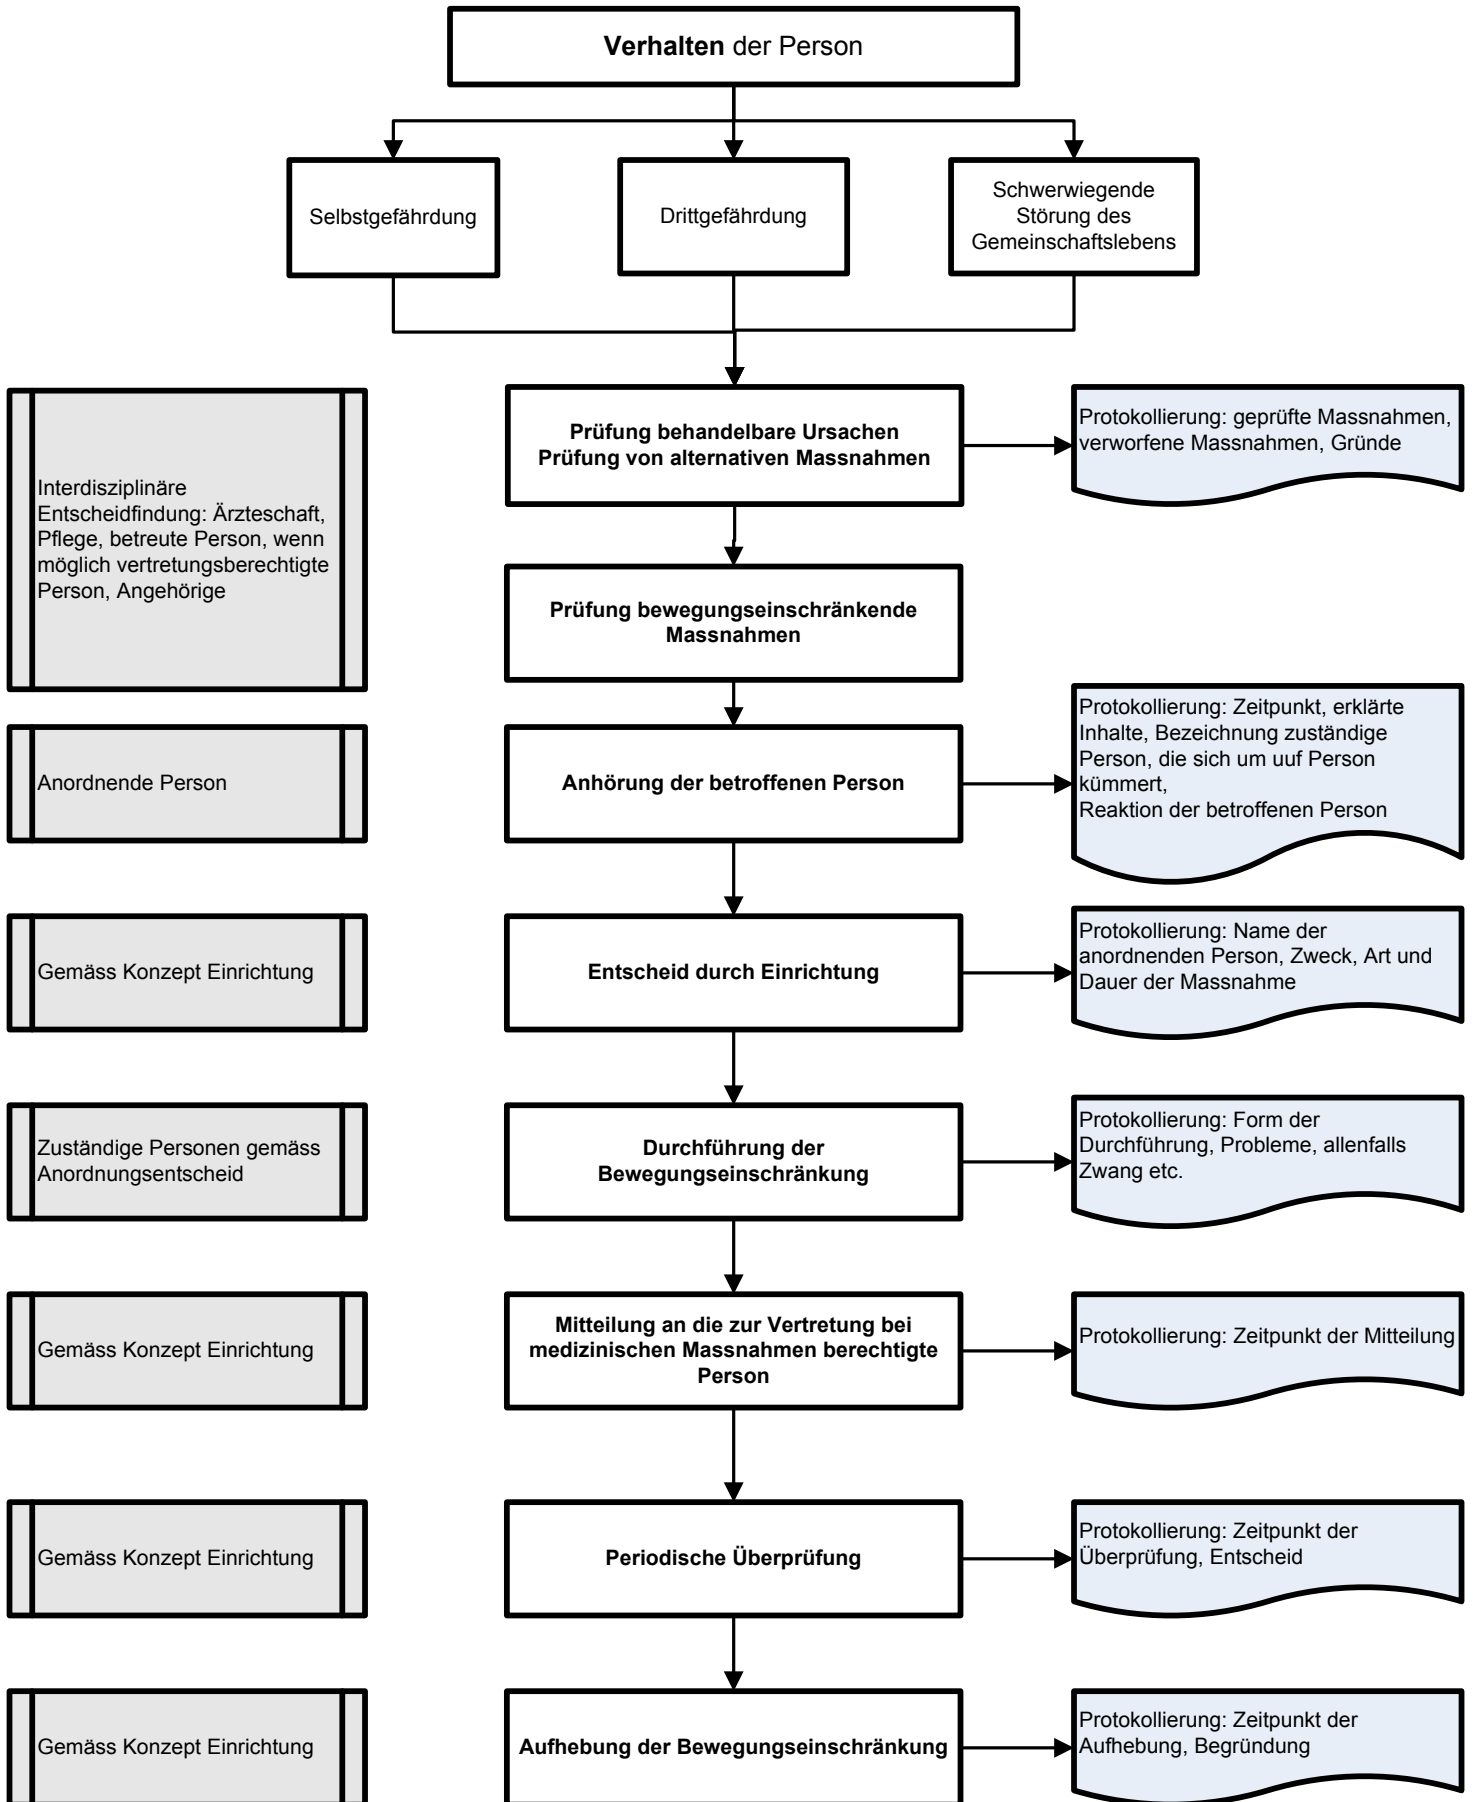 Verhalten der Person
Selbstgefährdung
Drittgefährdung
Schwerwiegende
Störung des
Gemeinschaftslebens
Interdisziplinäre
Entscheidfindung: Ärzteschaft,
Pflege, betreute Person, wenn
möglich vertretungsberechtigte
Person, Angehörige
Prüfung behandelbare Ursachen
Prüfung von alternativen Massnahmen
Protokollierung: geprüfte Massnahmen,
verworfene Massnahmen, Gründe
Prüfung bewegungseinschränkende
Massnahmen
Anordnende Person
Anhörung der betroffenen Person
Protokollierung: Zeitpunkt, erklärte
Inhalte, Bezeichnung zuständige
Person, die sich um uuf Person
kümmert,
Reaktion der betroffenen Person
Gemäss Konzept Einrichtung
Entscheid durch Einrichtung
Protokollierung: Name der
anordnenden Person, Zweck, Art und
Dauer der Massnahme
Zuständige Personen gemäss
Anordnungsentscheid
Durchführung der
Bewegungseinschränkung
Protokollierung: Form der
Durchführung, Probleme, allenfalls
Zwang etc.
Gemäss Konzept Einrichtung
Mitteilung an die zur Vertretung bei
medizinischen Massnahmen berechtigte
Person
Protokollierung: Zeitpunkt der Mitteilung
Gemäss Konzept Einrichtung
Periodische Überprüfung
Protokollierung: Zeitpunkt der
Überprüfung, Entscheid
Gemäss Konzept Einrichtung
Aufhebung der Bewegungseinschränkung
Protokollierung: Zeitpunkt der
Aufhebung, Begründung